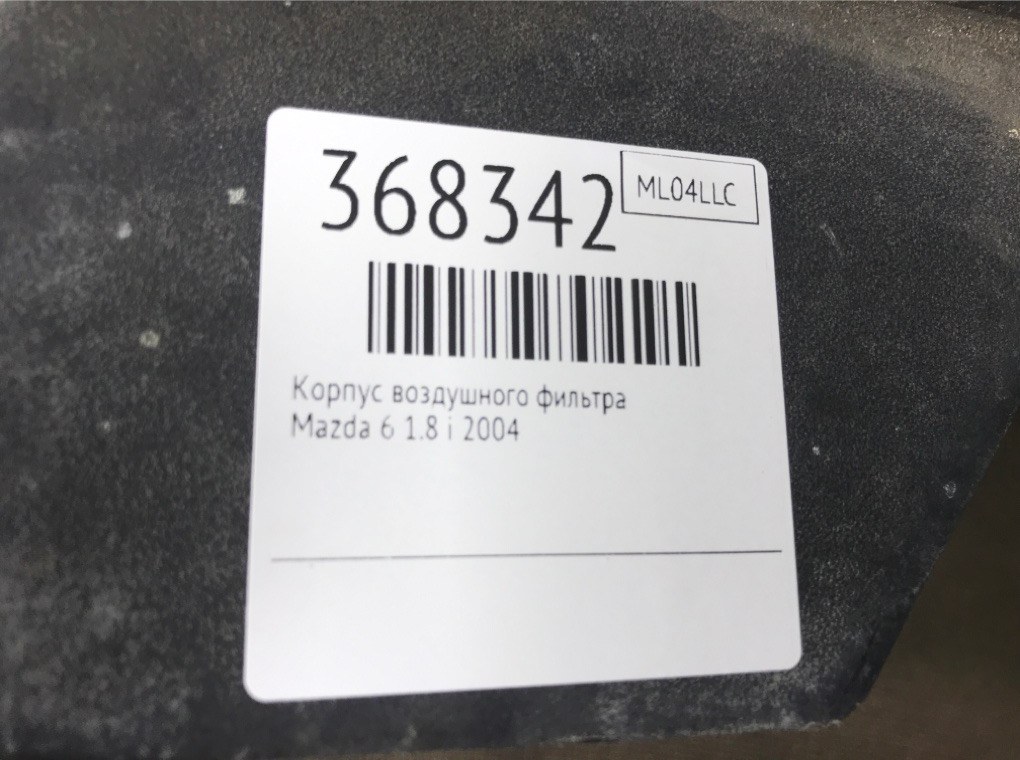 368342
ML04LLC
Корпус воздушного фильтра
Mazda 6 1.8 i 2004